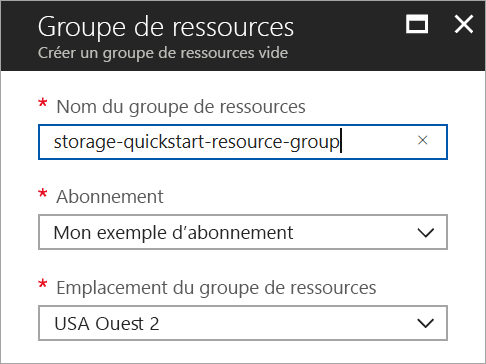 Groupe de ressources
Créer un groupe de ressources vide
* Nom du groupe de ressources
storage-quickstart-resource-group
* Abonnement
Mon exemple d’abonnement
* Emplacement du groupe de ressources
USA Ouest 2